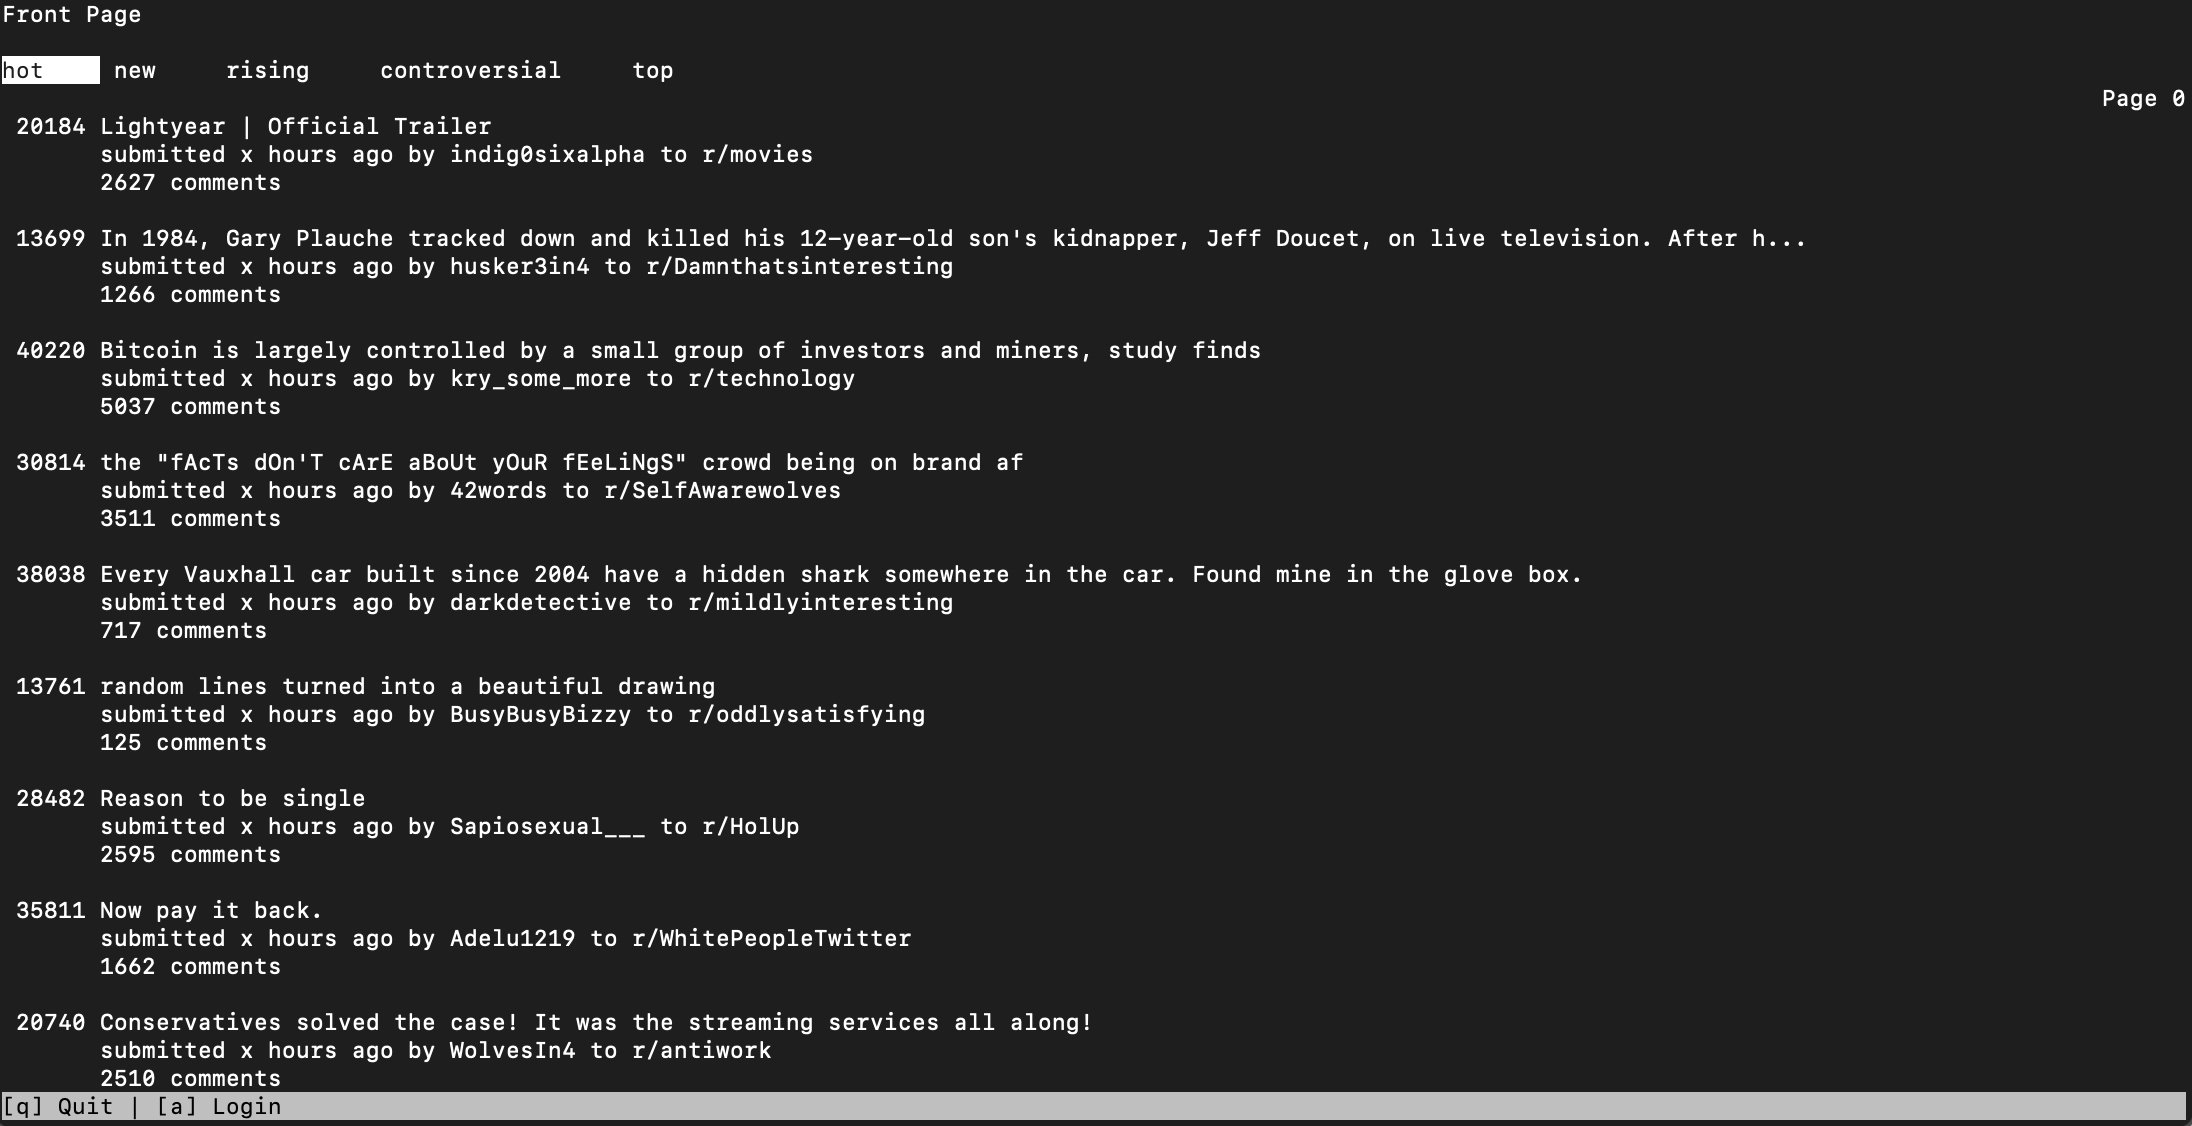 Front Page
hot new rising controversial top
Page 0
20184 Lightyear | Official Trailer
submitted x hours ago by indig0sixalpha to r/movies
2627 comments
13699 In 1984, Gary Plauche tracked down and killed his 12-year-old son's kidnapper, Jeff Doucet, on live television. After h...
submitted x hours ago by husker3in4 to r/Damnthatsinteresting
1266 comments
40220 Bitcoin is largely controlled by a small group of investors and miners, study finds
submitted x hours ago by kry_some_more to r/technology
5037 comments
30814 the "fAcTs dOn'T cArE aBoUt yOuR fEeLiNgS" crowd being on brand af
submitted x hours ago by 42words to r/SelfAwarewolves
3511 comments
38038 Every Vauxhall car built since 2004 have a hidden shark somewhere in the car. Found mine in the glove box.
submitted x hours ago by darkdetective to r/mildlyinteresting
717 comments
13761 random lines turned into a beautiful drawing
submitted x hours ago by BusyBusyBizzy to r/oddlysatisfying
125 comments
28482 Reason to be single
submitted x hours ago by Sapiosexual___ to r/HolUp
2595 comments
35811 Now pay it back.
submitted x hours ago by Adelu1219 to r/WhitePeopleTwitter
1662 comments
20740 Conservatives solved the case! It was the streaming services all along!
submitted x hours ago by WolvesIn4 to r/antiwork
2510 comments
[q] Quit | [a] Login